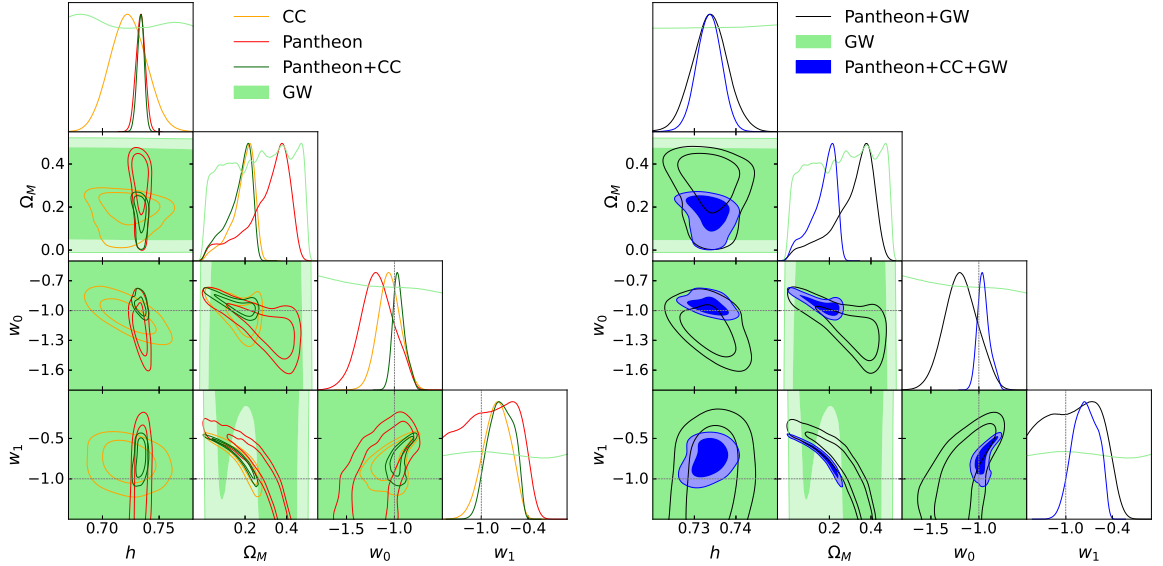 CC
Pantheon
Pantheon+CC
GW
Pantheon+GW
GW
Pantheon+CC+GW
0.4
0.2
0.0
Ω_M
0.4
0.2
0.0
Ω_M
−0.7
−1.0
−1.3
−1.6
w_0
−0.7
−1.0
−1.3
−1.6
w_0
−0.5
−1.0
w_1
−0.5
−1.0
w_1
0.70 0.75 0.2 0.4 −1.5 −1.0 −1.0 −0.4
h Ω_M w_0 w_1
0.73 0.74 0.2 0.4 −1.5 −1.0 −1.0 −0.4
h Ω_M w_0 w_1